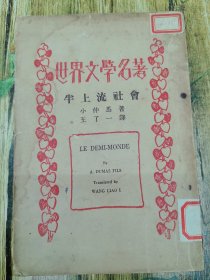 世界文學名著
半上流社會
小仲馬著
王了一譯
LE DEMI-MONDE
By
A. DUMAS FILS
Translated by
WANG LIAO I